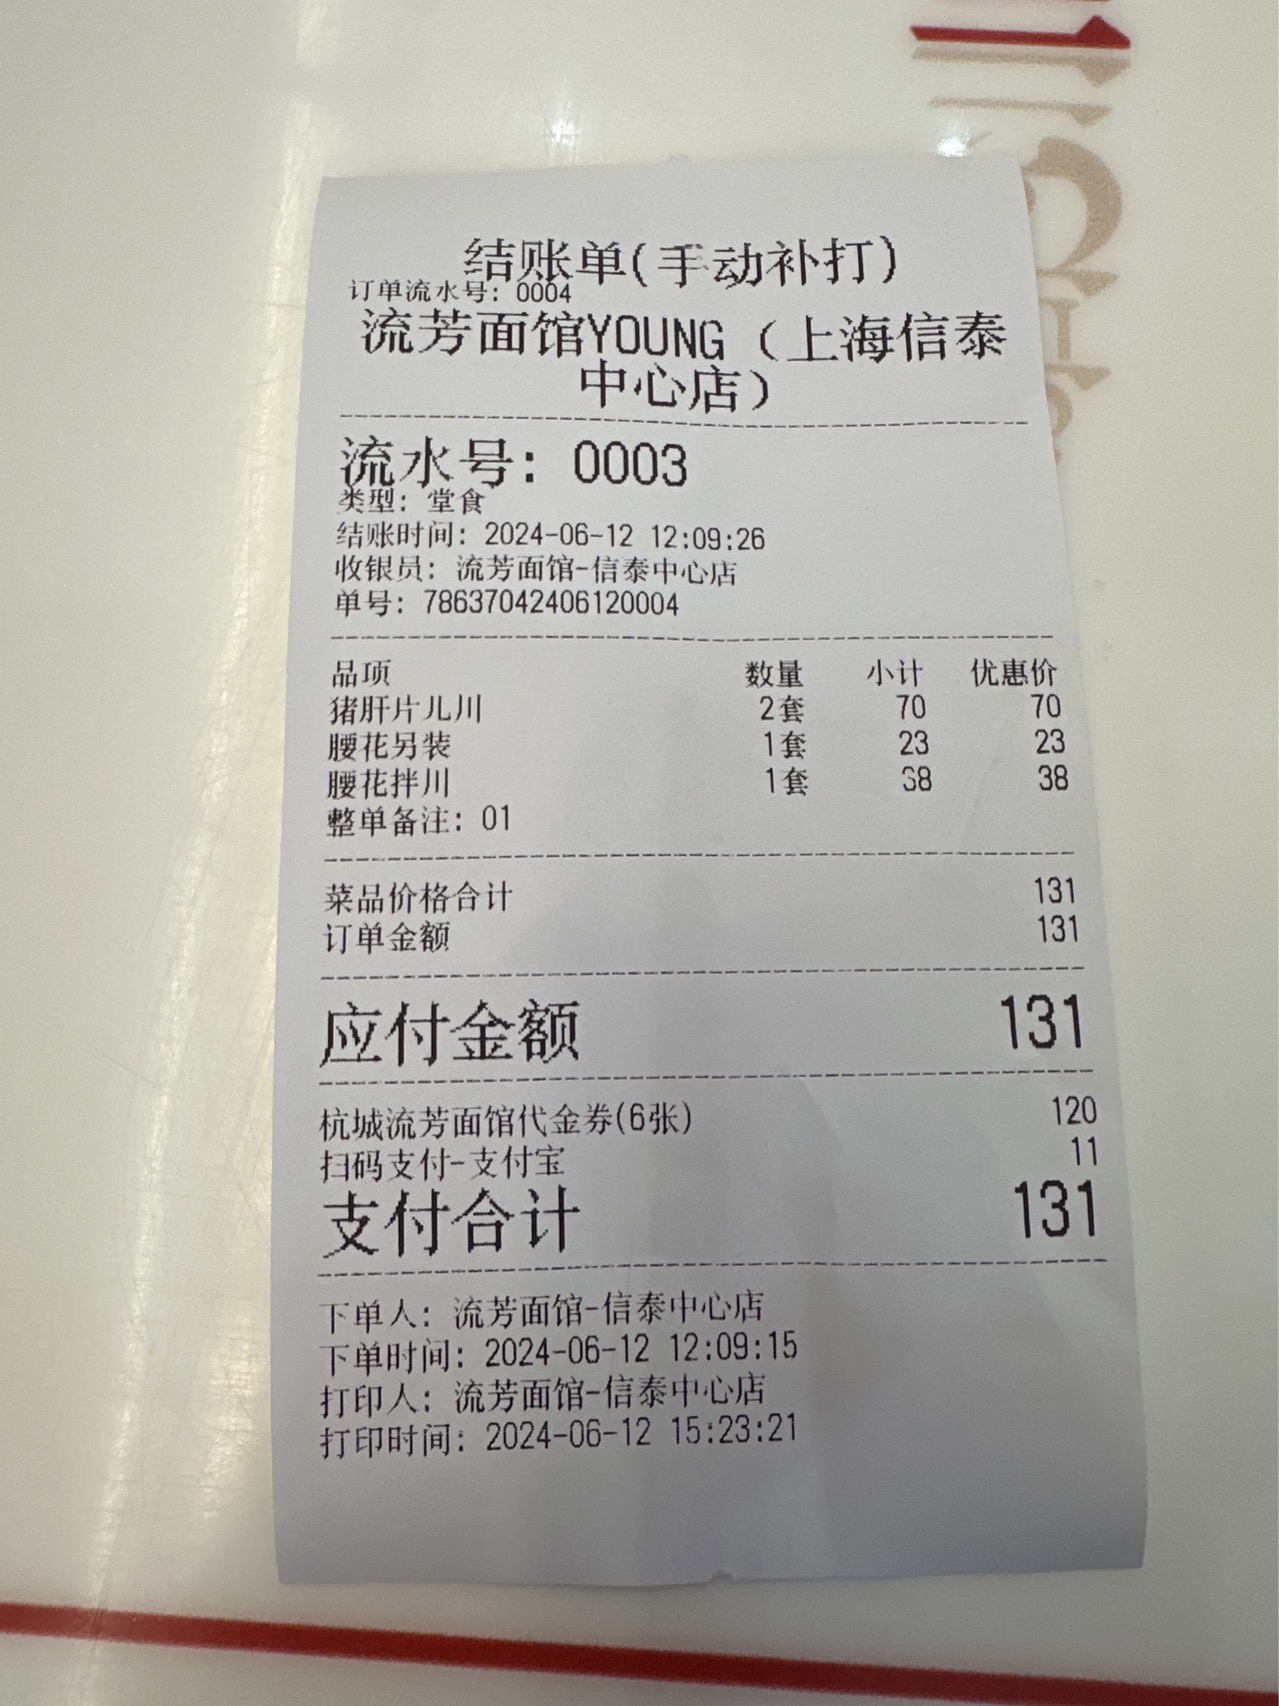 结账单(手动补打)
订单流水号: 0004
流芳面馆YOUNG（上海信泰
中心店）
流水号: 0003
类型: 堂食
结账时间: 2024-06-12 12:09:26
收银员: 流芳面馆-信泰中心店
单号: 78637042406120004
品项 数量 小计 优惠价
猪肝片儿川 2套 70 70
腰花另装 1套 23 23
腰花拌川 1套 38 38
整单备注: 01
菜品价格合计 131
订单金额 131
应付金额 131
杭城流芳面馆代金券(6张) 120
扫码支付-支付宝 11
支付合计 131
下单人: 流芳面馆-信泰中心店
下单时间: 2024-06-12 12:09:15
打印人: 流芳面馆-信泰中心店
打印时间: 2024-06-12 15:23:21